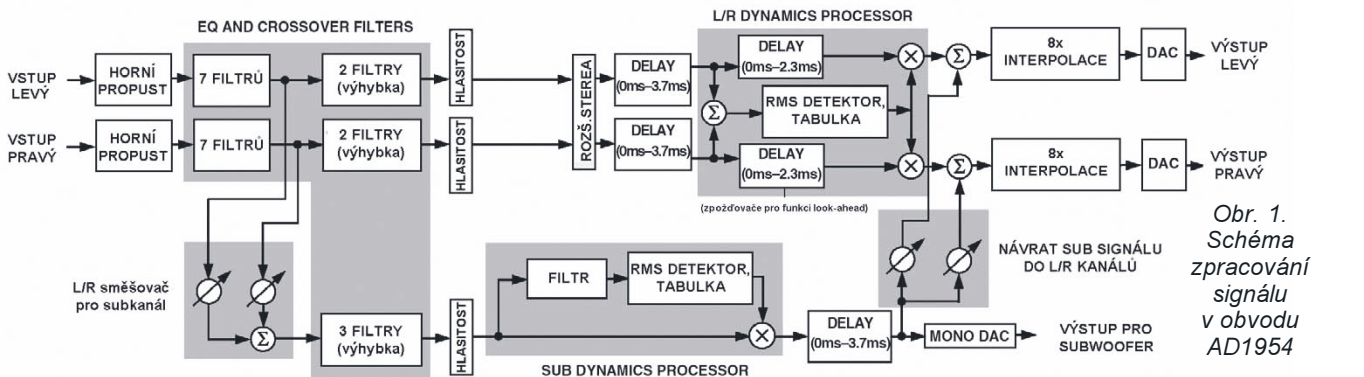 EQ AND CROSSOVER FILTERS
L/R DYNAMICS PROCESSOR
VSTUP
LEVÝ
HORNÍ
PROPUST
7 FILTRŮ
2 FILTRY
(výhybka)
HLASITOST
ROZŠ. STEREA
DELAY
(0ms–3.7ms)
DELAY
(0ms–2.3ms)
×
Σ
8x
INTERPOLACE
DAC
VÝSTUP
LEVÝ
Σ
RMS DETEKTOR,
TABULKA
VSTUP
PRAVÝ
HORNÍ
PROPUST
7 FILTRŮ
2 FILTRY
(výhybka)
HLASITOST
DELAY
(0ms–3.7ms)
DELAY
(0ms–2.3ms)
×
Σ
8x
INTERPOLACE
DAC
VÝSTUP
PRAVÝ
(zpožďovače pro funkci look-ahead)
L/R směšovač
pro subkanál
Σ
3 FILTRY
(výhybka)
HLASITOST
FILTR
RMS DETEKTOR,
TABULKA
×
SUB DYNAMICS PROCESSOR
DELAY
(0ms–3.7ms)
NÁVRAT SUB SIGNÁLU
DO L/R KANÁLŮ
MONO DAC
VÝSTUP PRO
SUBWOOFER
Obr. 1.
Schéma
zpracování
signálu
v obvodu
AD1954